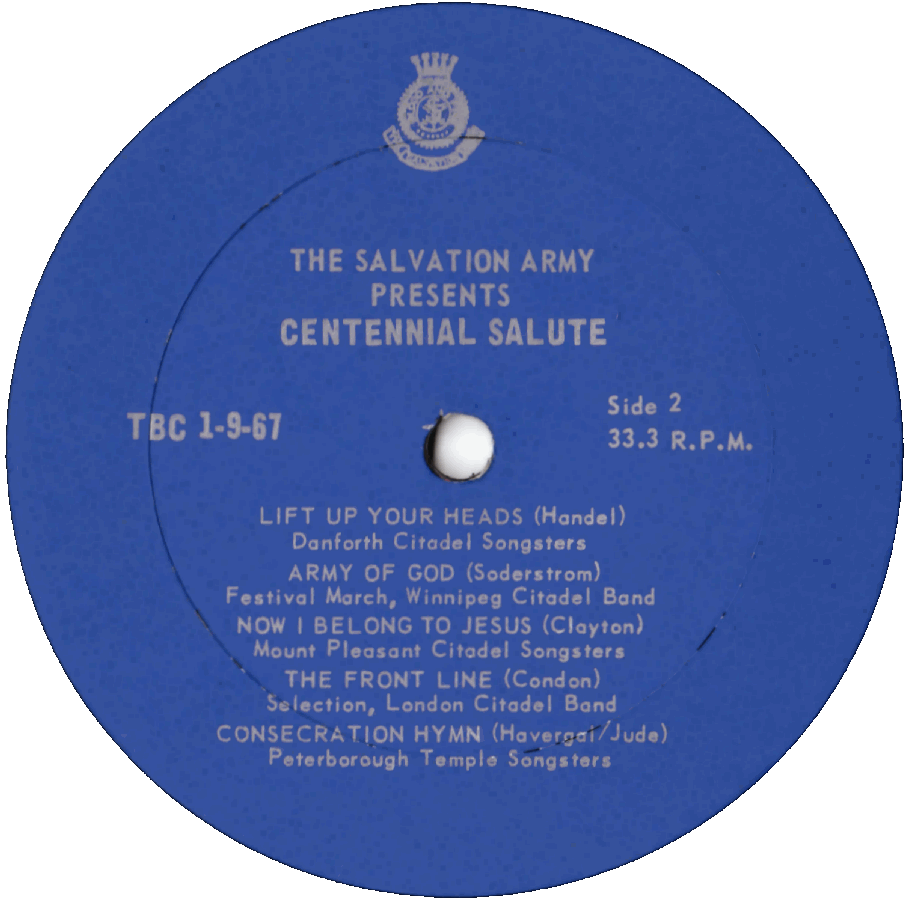 THE SALVATION ARMY
PRESENTS
CENTENNIAL SALUTE
TBC 1-9-67
Side 2
33.3 R.P.M.
LIFT UP YOUR HEADS (Handel)
Danforth Citadel Songsters
ARMY OF GOD (Soderstrom)
Festival March, Winnipeg Citadel Band
NOW I BELONG TO JESUS (Clayton)
Mount Pleasant Citadel Songsters
THE FRONT LINE (Condon)
Selection, London Citadel Band
CONSECRATION HYMN (Havergal/Jude)
Peterborough Temple Songsters